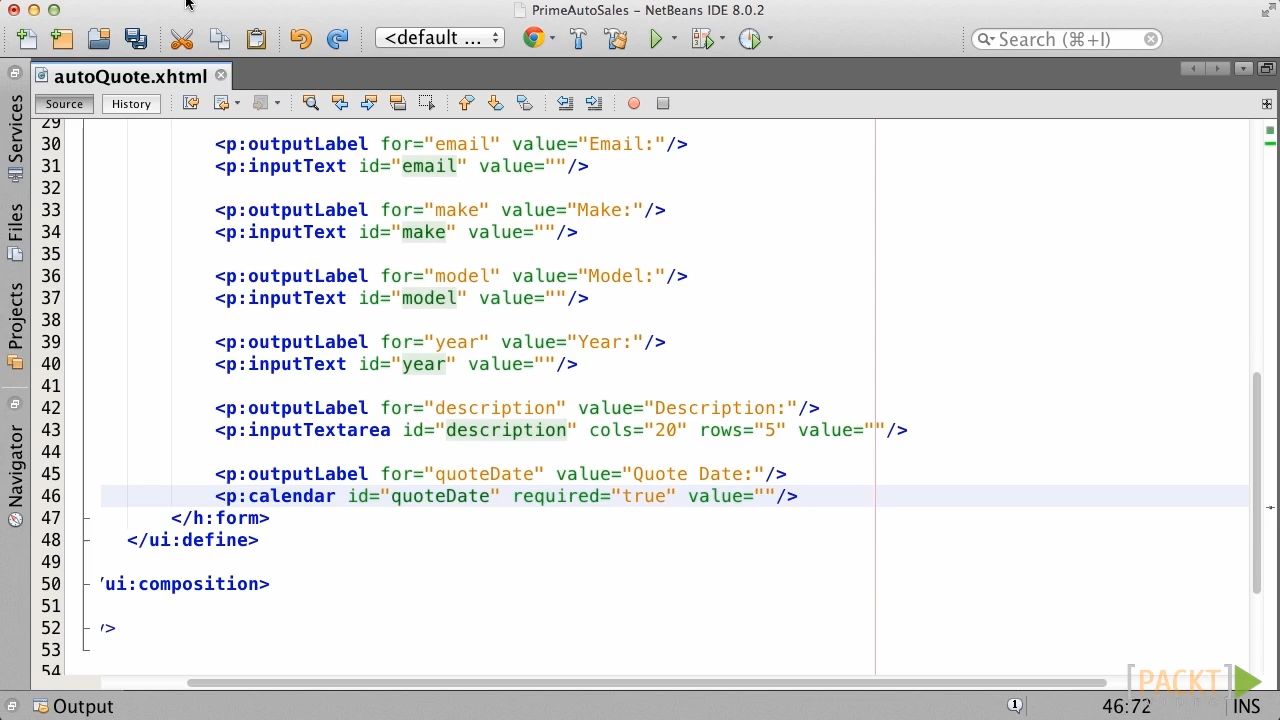 PrimeAutoSales – NetBeans IDE 8.0.2
<default ...
Search (⌘+I)
autoQuote.xhtml
Source
History
Services
Files
Projects
Navigator
29
30 <p:outputLabel for="email" value="Email:"/>
31 <p:inputText id="email" value=""/>
32
33 <p:outputLabel for="make" value="Make:"/>
34 <p:inputText id="make" value=""/>
35
36 <p:outputLabel for="model" value="Model:"/>
37 <p:inputText id="model" value=""/>
38
39 <p:outputLabel for="year" value="Year:"/>
40 <p:inputText id="year" value=""/>
41
42 <p:outputLabel for="description" value="Description:"/>
43 <p:inputTextarea id="description" cols="20" rows="5" value=""/>
44
45 <p:outputLabel for="quoteDate" value="Quote Date:"/>
46 <p:calendar id="quoteDate" required="true" value=""/>
47 </h:form>
48 </ui:define>
49
50 /ui:composition>
51
52 />
53
54
[PACKT]
Output
1
46:72
INS